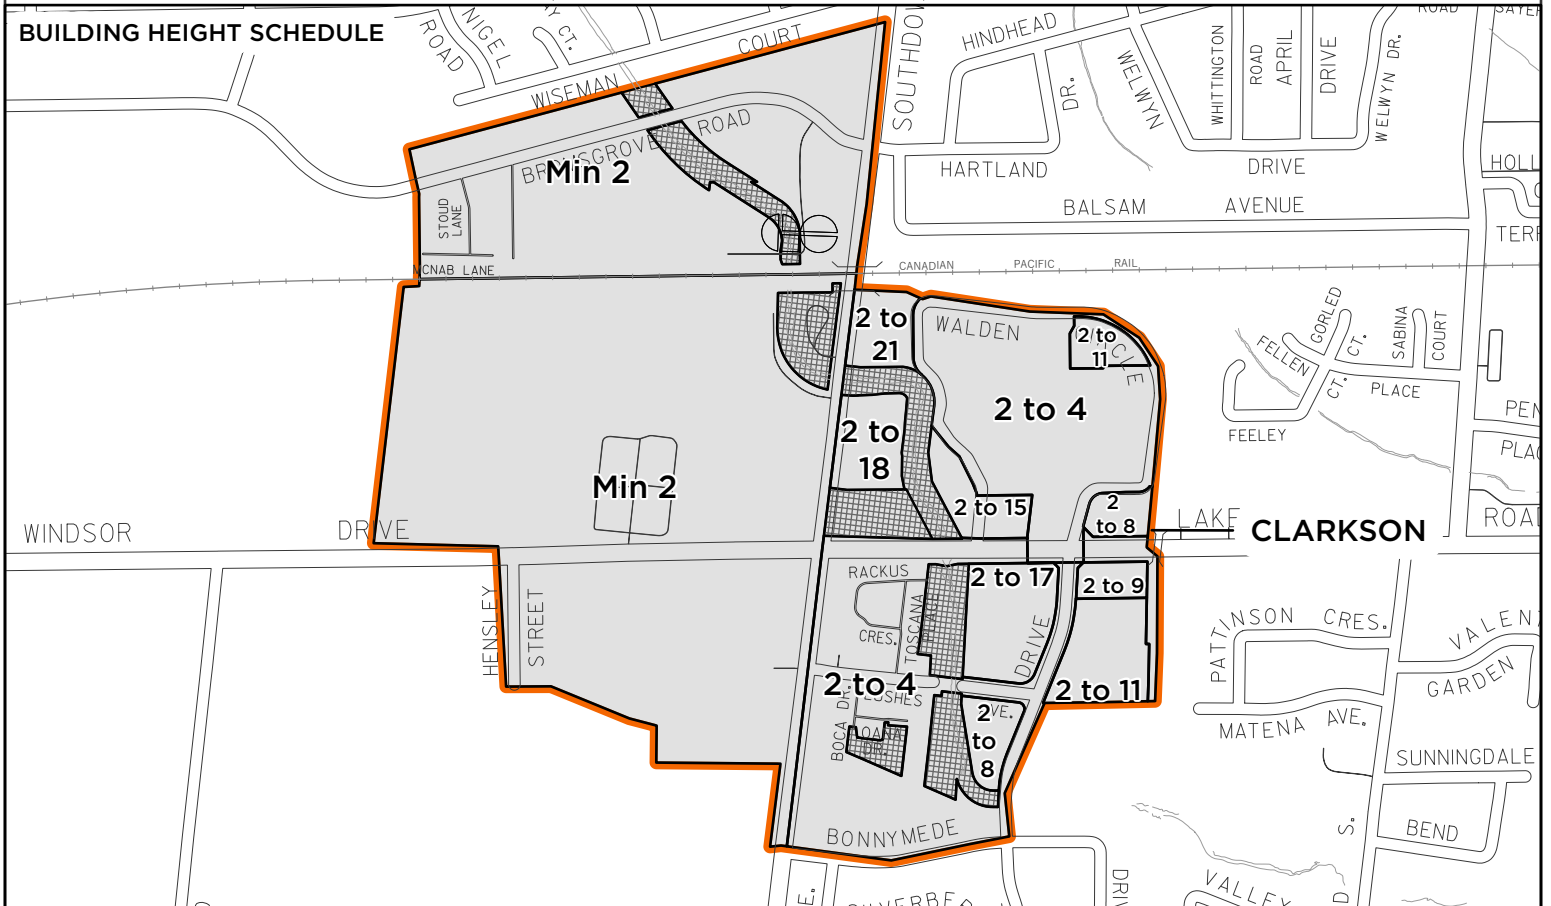 BUILDING HEIGHT SCHEDULE
ROAD
NIGEL
CT.
WISEMAN COURT
BROMSGROVE ROAD
Min 2
STOUD
LANE
MCNAB LANE
HINDHEAD
DR.
WELWYN
WHITTINGTON
ROAD
APRIL
DRIVE
WELWYN DR.
ROAD
HARTLAND
DRIVE
BALSAM AVENUE
CANADIAN PACIFIC RAIL
2 to
21
WALDEN
2 to
11
2 to 4
2 to
18
2 to 15
2
to 8
Min 2
GORLED
CT.
FELLEN
CT.
SABINA
COURT
PLACE
FEELEY
WINDSOR DRIVE
LAKE
CLARKSON
HENSLEY
STREET
RACKUS
CRES.
TOSCANA
2 to 17
2 to 9
DRIVE
2 to 4
2 to 11
BOCA DR.
DR.
AVE.
2
to
8
BONNYMEDE
PATTINSON CRES.
GARDEN
MATENA AVE.
SUNNINGDALE
BEND
S.
VALLEY
E.